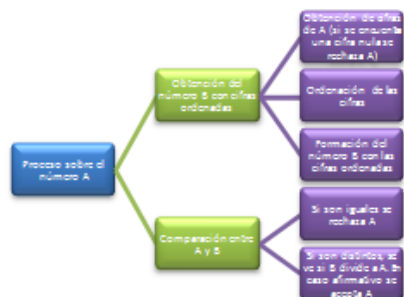 Proceso sobre el
número A
Obtención del
número B con cifras
ordenadas
Comparación entre
A y B
Obtención de cifras
de A (si se encuentra
una cifra nula se
rechaza A)
Ordenación de las
cifras
Formación del
número B con las
cifras ordenadas
Si son iguales se
rechaza A
Si son distintos, se
ve si B divide a A. En
caso afirmativo se
acepta A